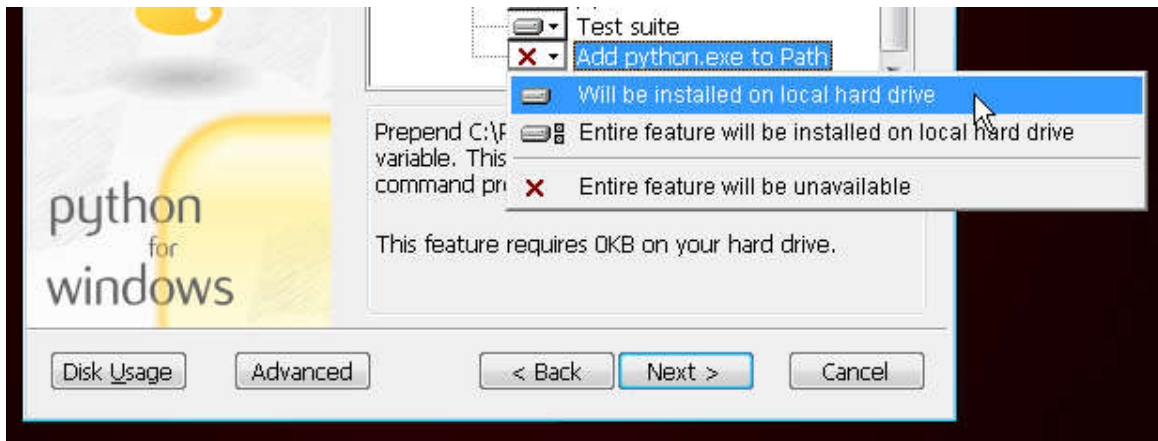 Test suite
Add python.exe to Path
Will be installed on local hard drive
Entire feature will be installed on local hard drive
Entire feature will be unavailable
Prepend C:\
variable. This
command
This feature requires 0KB on your hard drive.
python
for
windows
Disk Usage
Advanced
< Back
Next >
Cancel